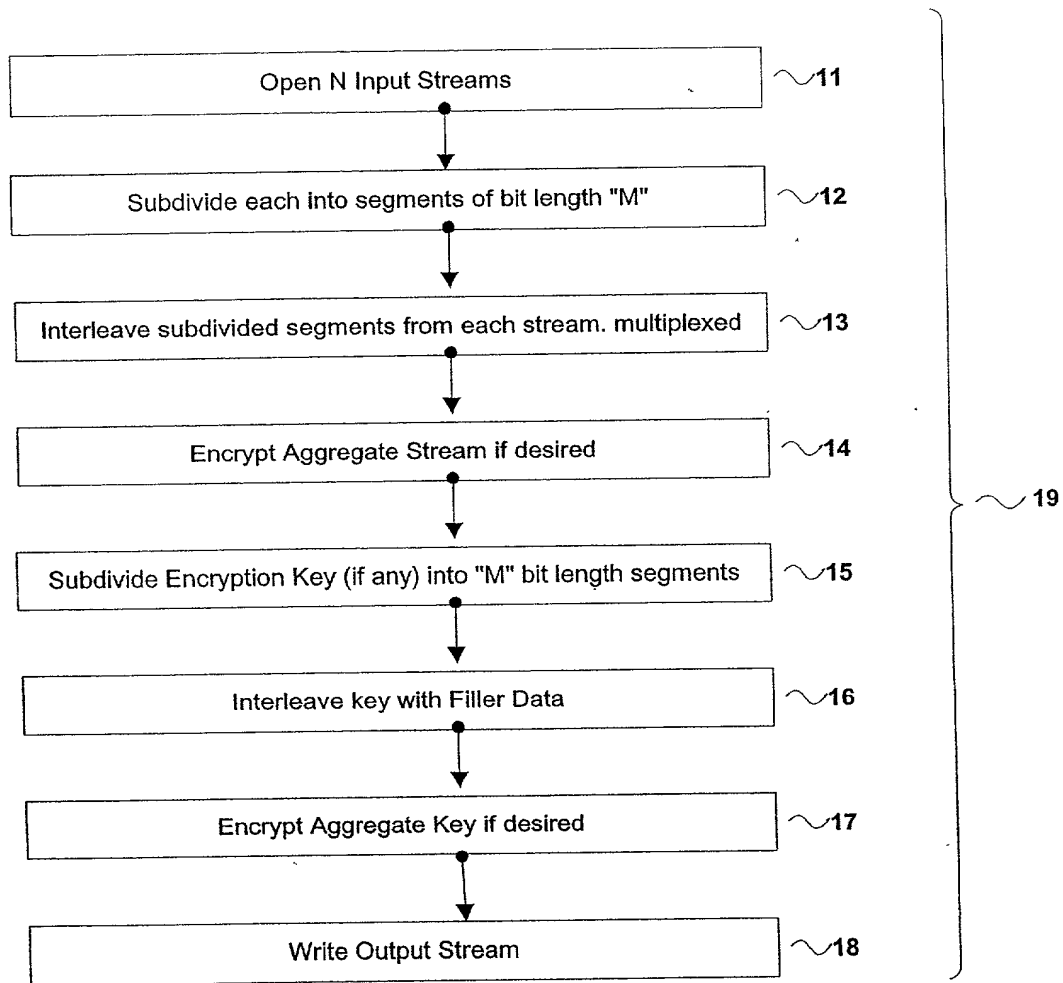 Open N Input Streams
11
Subdivide each into segments of bit length "M"
12
Interleave subdivided segments from each stream. multiplexed
13
Encrypt Aggregate Stream if desired
14
Subdivide Encryption Key (if any) into "M" bit length segments
15
Interleave key with Filler Data
16
Encrypt Aggregate Key if desired
17
Write Output Stream
18
19